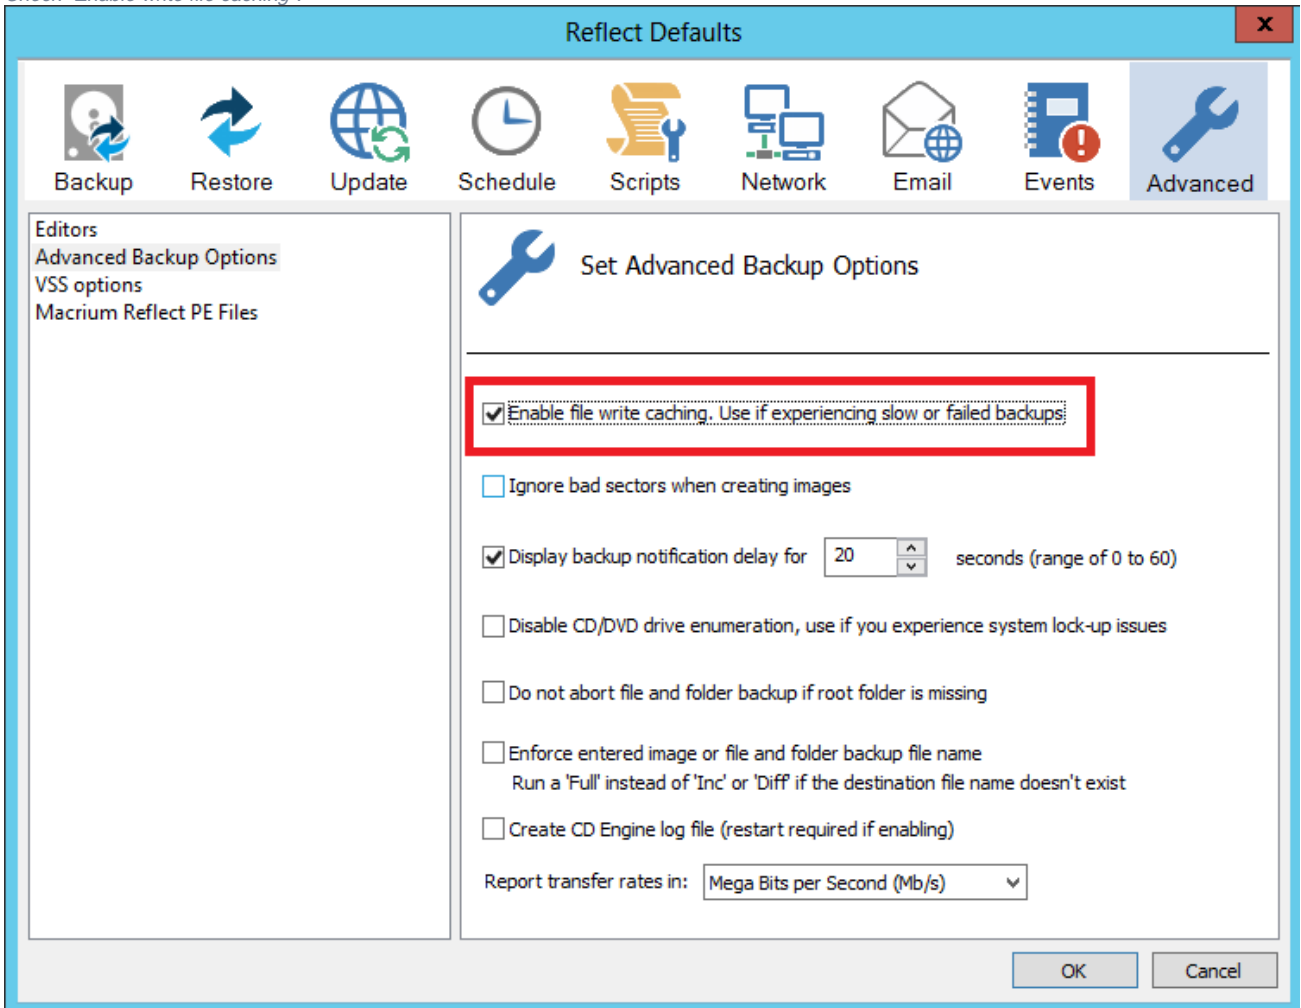 Check "Enable write file caching".
Reflect Defaults
x
Backup Restore Update Schedule Scripts Network Email Events Advanced
Editors
Advanced Backup Options
VSS options
Macrium Reflect PE Files
Set Advanced Backup Options
Enable file write caching. Use if experiencing slow or failed backups
Ignore bad sectors when creating images
Display backup notification delay for 20 seconds (range of 0 to 60)
Disable CD/DVD drive enumeration, use if you experience system lock-up issues
Do not abort file and folder backup if root folder is missing
Enforce entered image or file and folder backup file name
Run a 'Full' instead of 'Inc' or 'Diff' if the destination file name doesn't exist
Create CD Engine log file (restart required if enabling)
Report transfer rates in: Mega Bits per Second (Mb/s)
OK Cancel